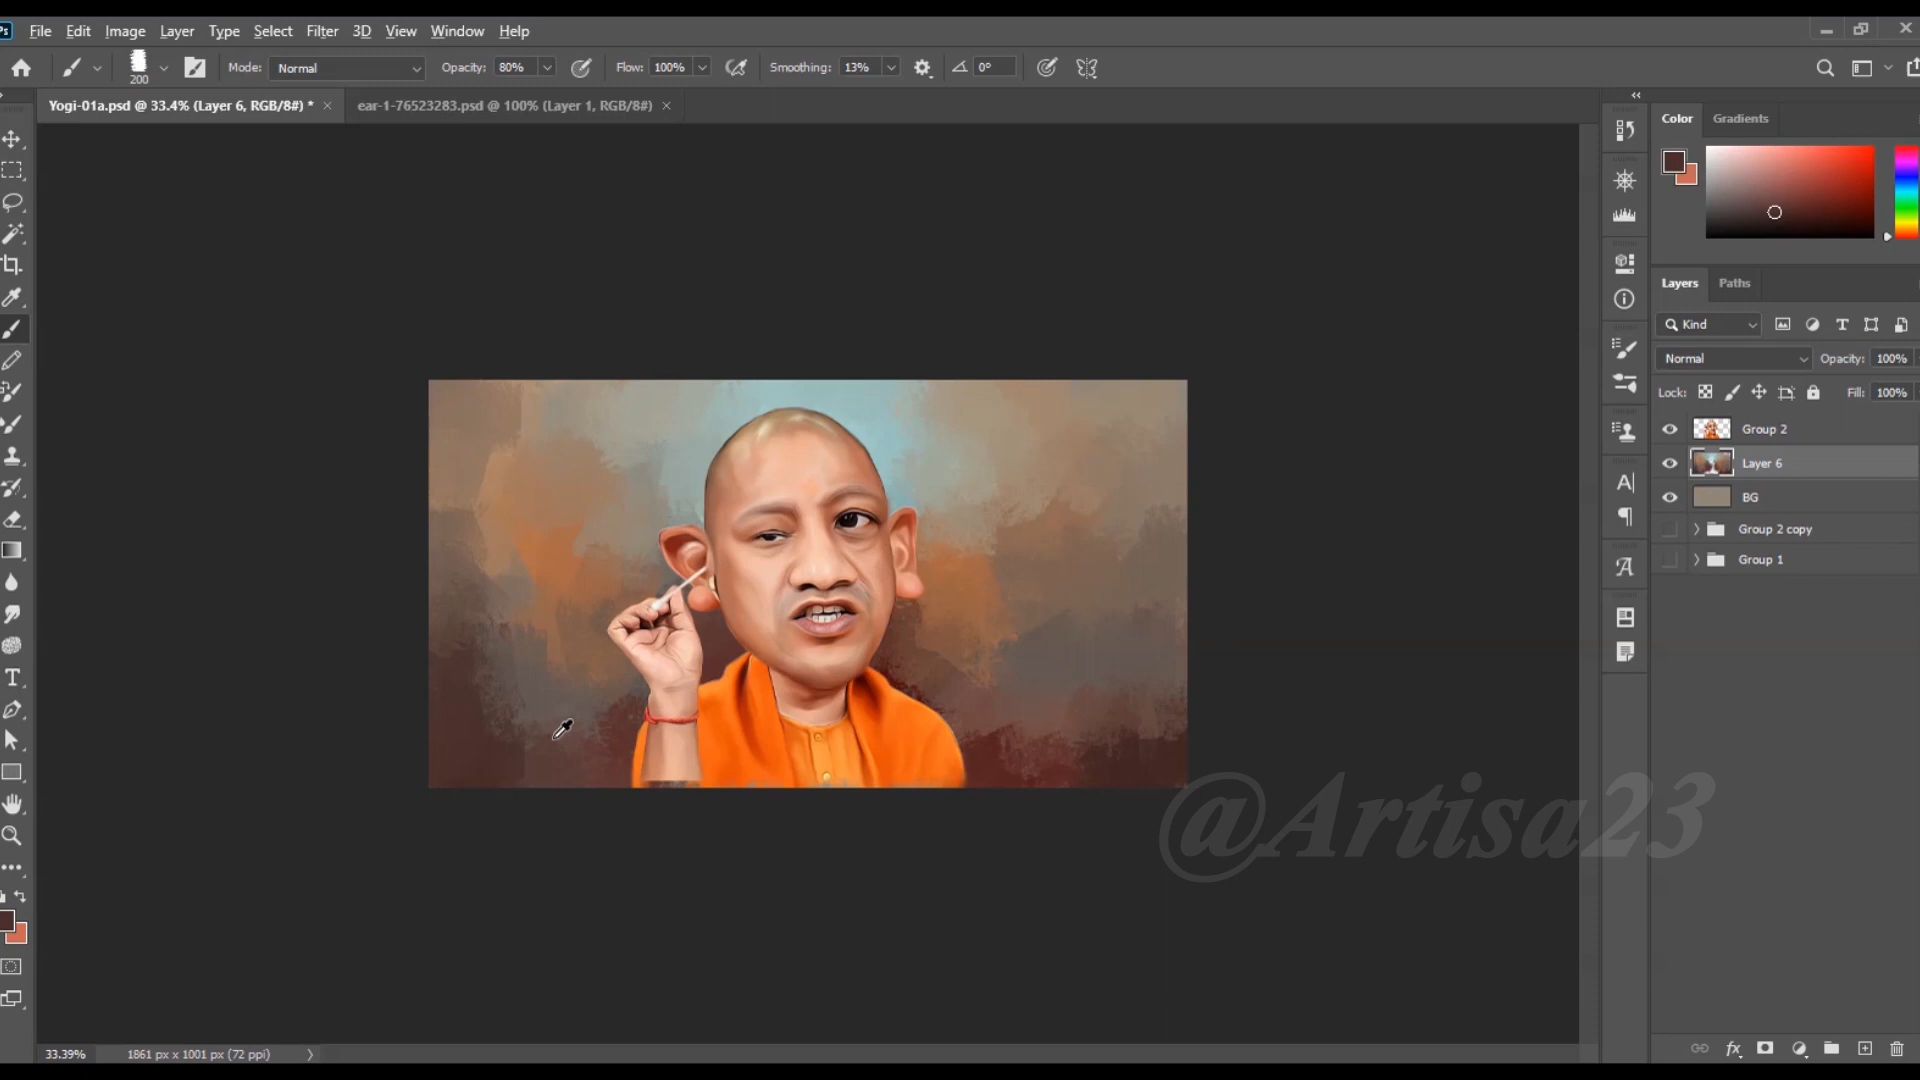 Ps File Edit Image Layer Type Select Filter 3D View Window Help
200 Mode: Normal Opacity: 80% Flow: 100% Smoothing: 13% 0°
Yogi-01a.psd @ 33.4% (Layer 6, RGB/8#) * × ear-1-76523283.psd @ 100% (Layer 1, RGB/8#) ×
Color Gradients
Layers Paths
Kind
Normal Opacity: 100%
Lock: Fill: 100%
Group 2
Layer 6
BG
Group 2 copy
Group 1
@Artisa23
33.39% 1861 px x 1001 px (72 ppi)